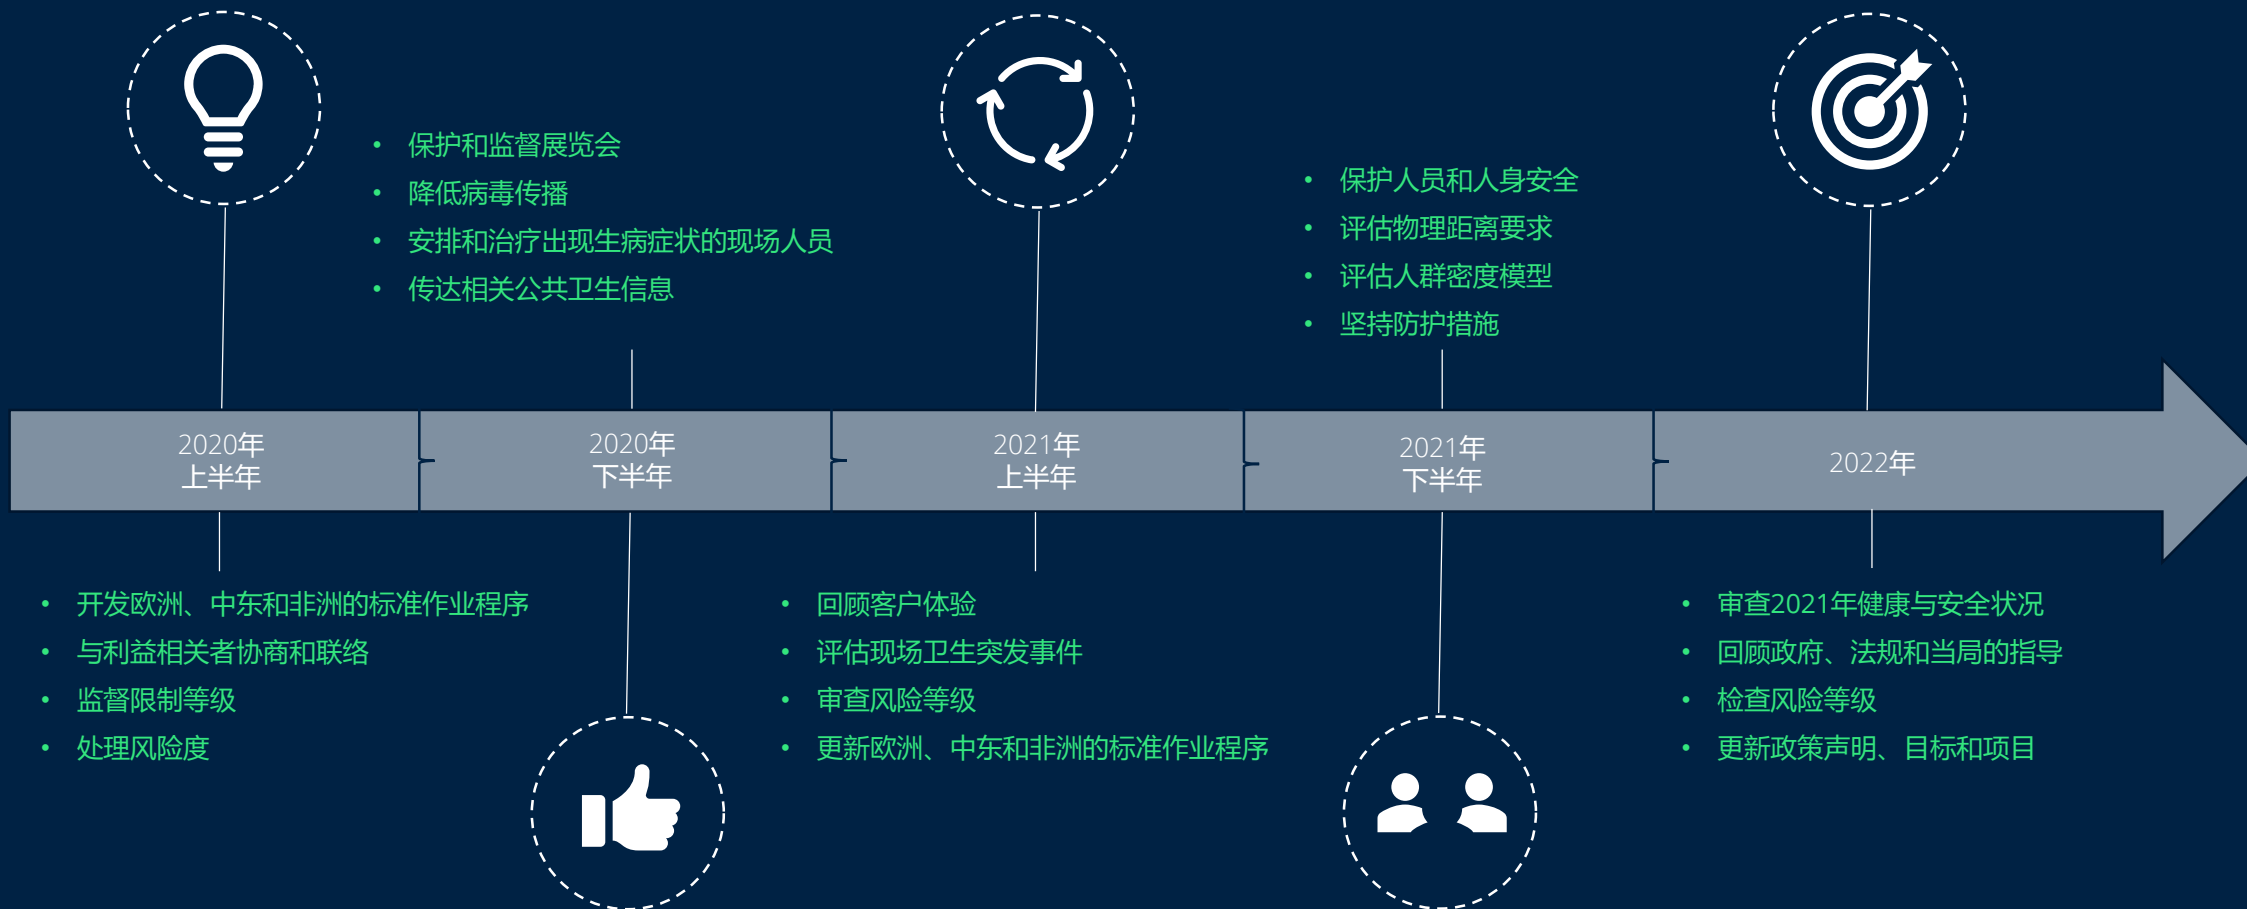 • 保护和监督展览会
• 降低病毒传播
• 安排和治疗出现生病症状的现场人员
• 传达相关公共卫生信息
• 保护人员和人身安全
• 评估物理距离要求
• 评估人群密度模型
• 坚持防护措施
2020年
上半年
2020年
下半年
2021年
上半年
2021年
下半年
2022年
• 开发欧洲、中东和非洲的标准作业程序
• 与利益相关者协商和联络
• 监督限制等级
• 处理风险度
• 回顾客户体验
• 评估现场卫生突发事件
• 审查风险等级
• 更新欧洲、中东和非洲的标准作业程序
• 审查2021年健康与安全状况
• 回顾政府、法规和当局的指导
• 检查风险等级
• 更新政策声明、目标和项目